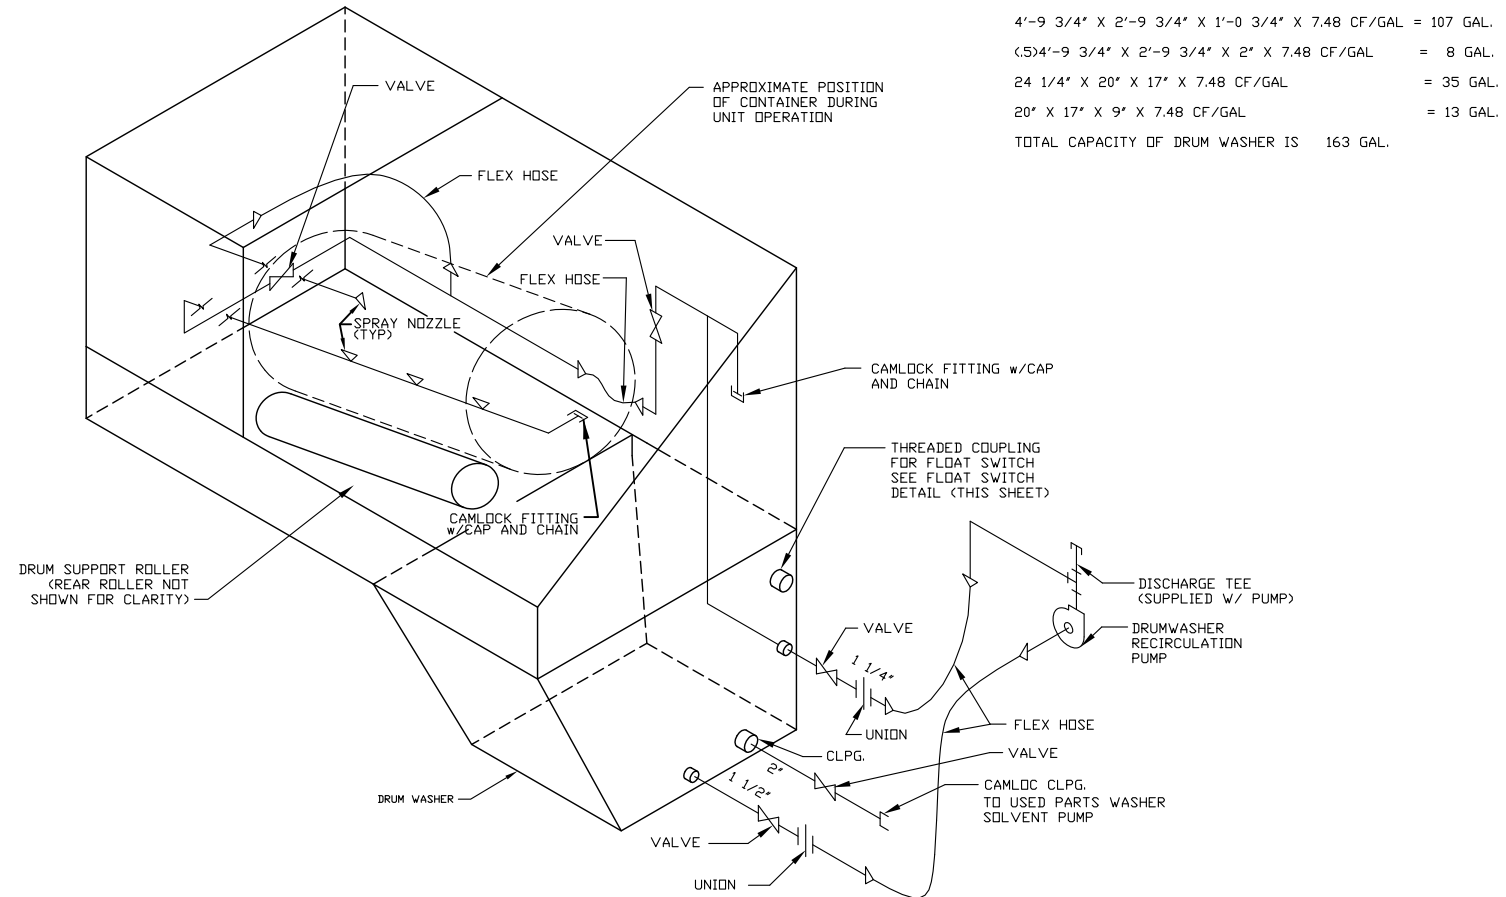 4'-9 3/4" X 2'-9 3/4" X 1'-0 3/4" X 7.48 CF/GAL = 107 GAL.
(.5)4'-9 3/4" X 2'-9 3/4" X 2" X 7.48 CF/GAL = 8 GAL.
24 1/4" X 20" X 17" X 7.48 CF/GAL = 35 GAL.
20" X 17" X 9" X 7.48 CF/GAL = 13 GAL.
TOTAL CAPACITY OF DRUM WASHER IS 163 GAL.
VALVE
APPROXIMATE POSITION
OF CONTAINER DURING
UNIT OPERATION
FLEX HOSE
VALVE
FLEX HOSE
SPRAY NOZZLE
(TYP)
CAMLOCK FITTING w/CAP
AND CHAIN
THREADED COUPLING
FOR FLOAT SWITCH
SEE FLOAT SWITCH
DETAIL (THIS SHEET)
CAMLOCK FITTING
w/CAP AND CHAIN
DRUM SUPPORT ROLLER
(REAR ROLLER NOT
SHOWN FOR CLARITY)
DISCHARGE TEE
(SUPPLIED W/ PUMP)
VALVE
DRUMWASHER
RECIRCULATION
PUMP
1 1/4"
FLEX HOSE
UNION
CLPG.
VALVE
2"
1 1/2"
CAMLOC CLPG.
TO USED PARTS WASHER
SOLVENT PUMP
DRUM WASHER
VALVE
UNION